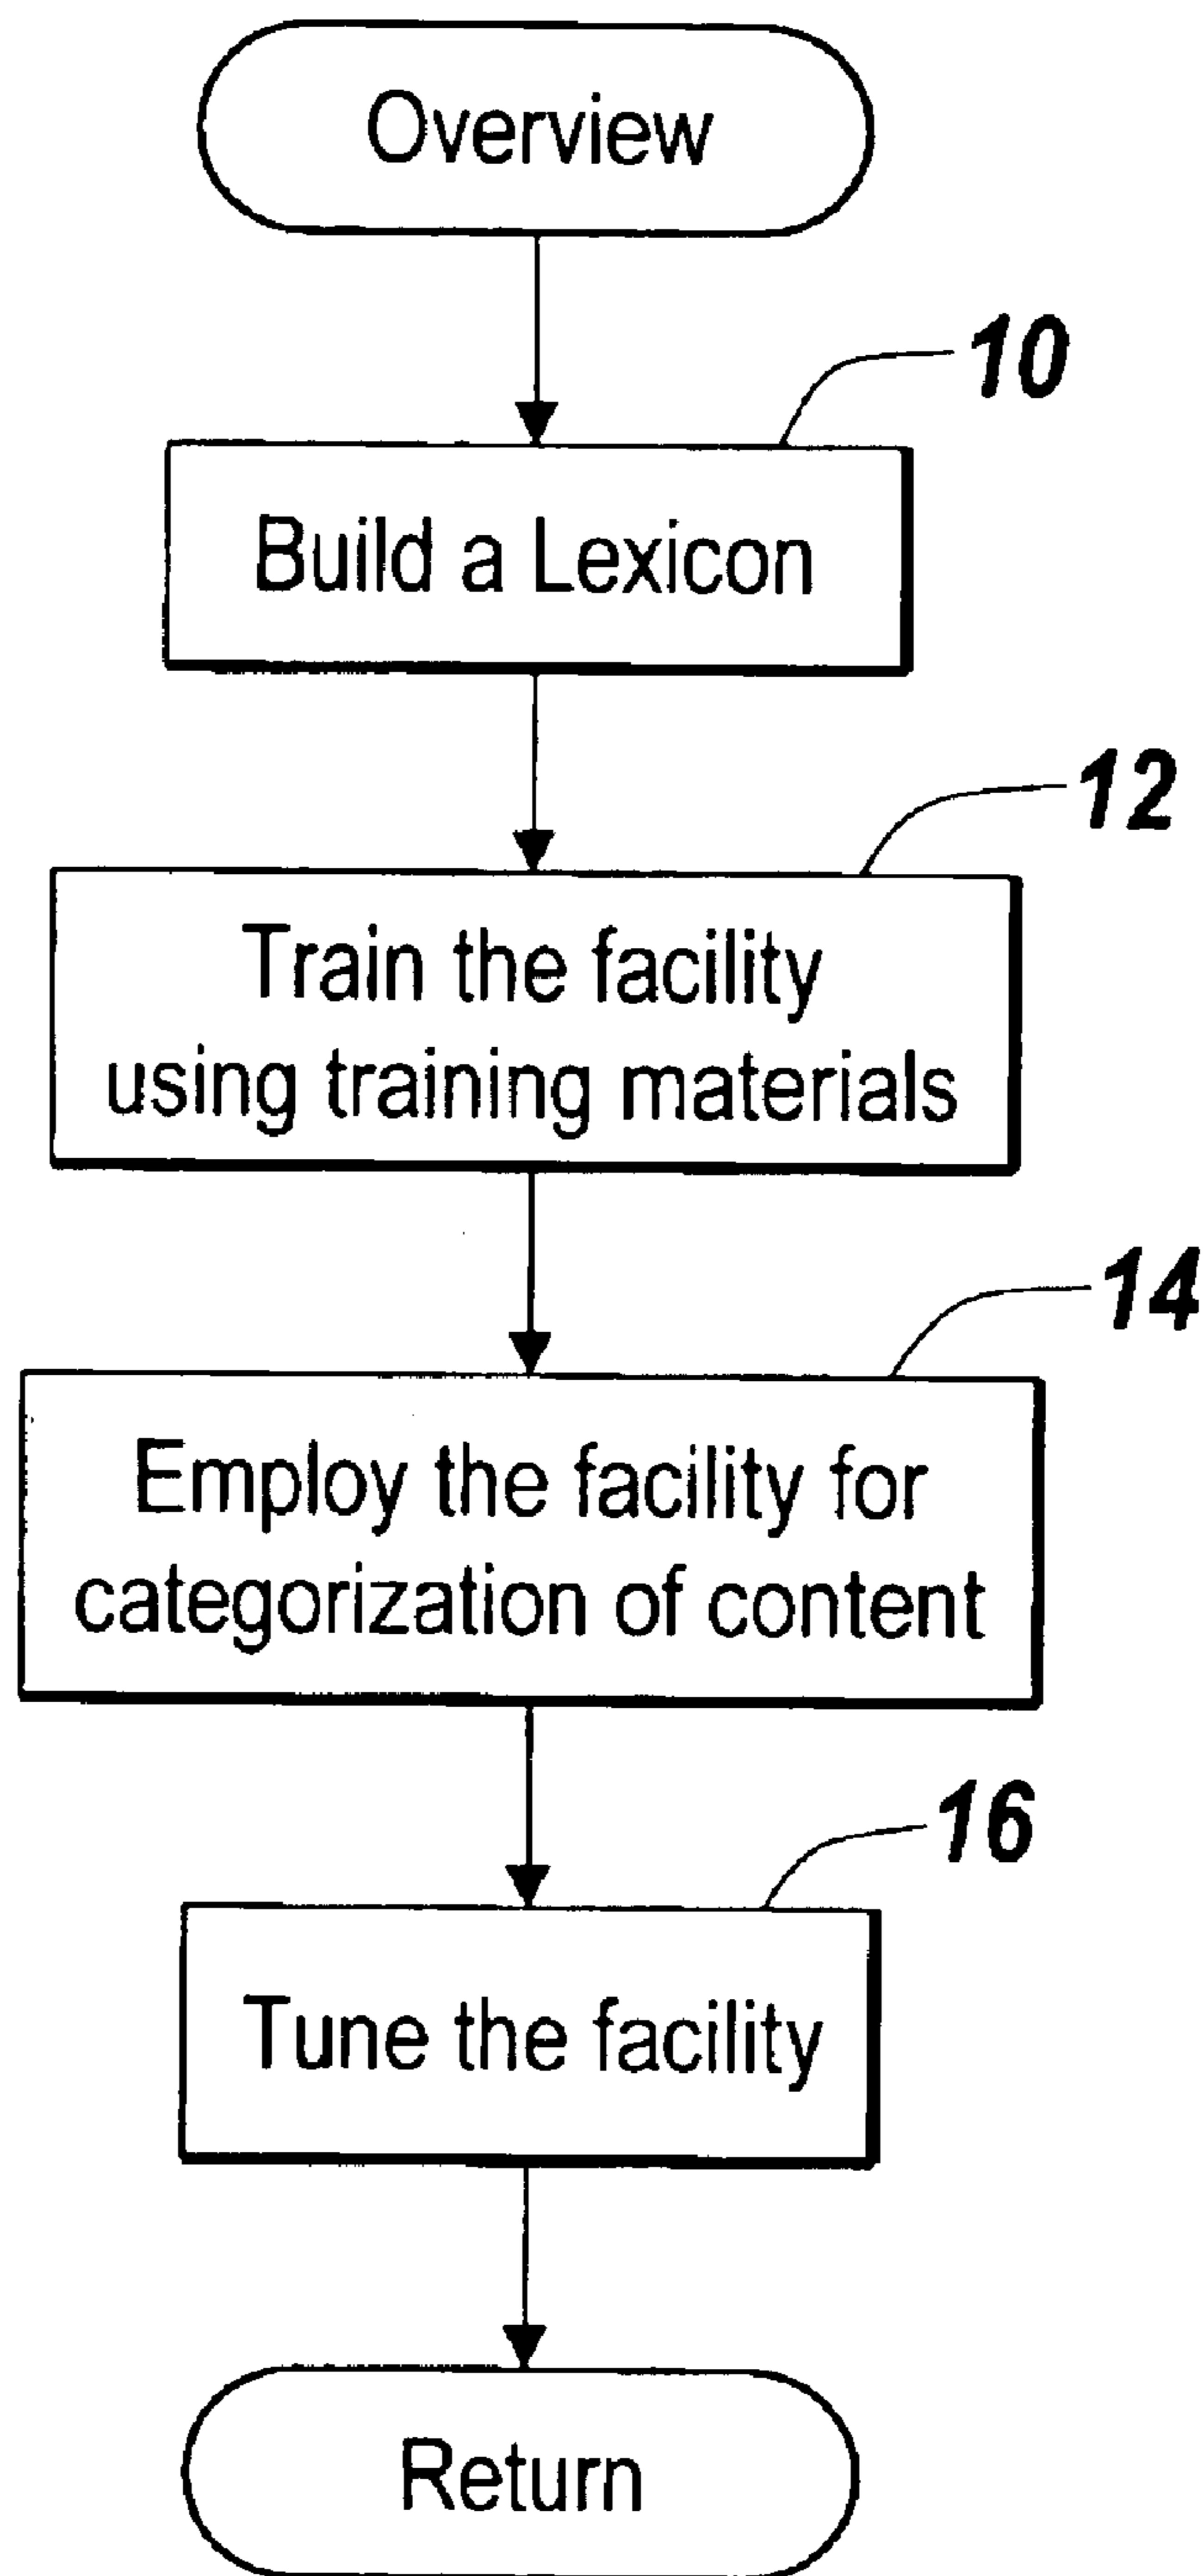 Overview
10
Build a Lexicon
12
Train the facility
using training materials
14
Employ the facility for
categorization of content
16
Tune the facility
Return